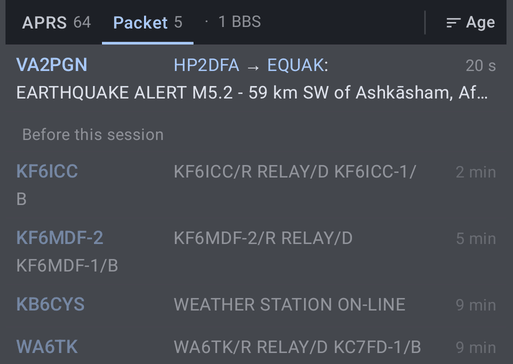 APRS 64 Packet 5 · 1 BBS Age
VA2PGN HP2DFA → EQUAK: 20 s
EARTHQUAKE ALERT M5.2 - 59 km SW of Ashkāsham, Af…
Before this session
KF6ICC KF6ICC/R RELAY/D KF6ICC-1/ 2 min
B
KF6MDF-2 KF6MDF-2/R RELAY/D 5 min
KF6MDF-1/B
KB6CYS WEATHER STATION ON-LINE 9 min
WA6TK WA6TK/R RELAY/D KC7FD-1/B 9 min